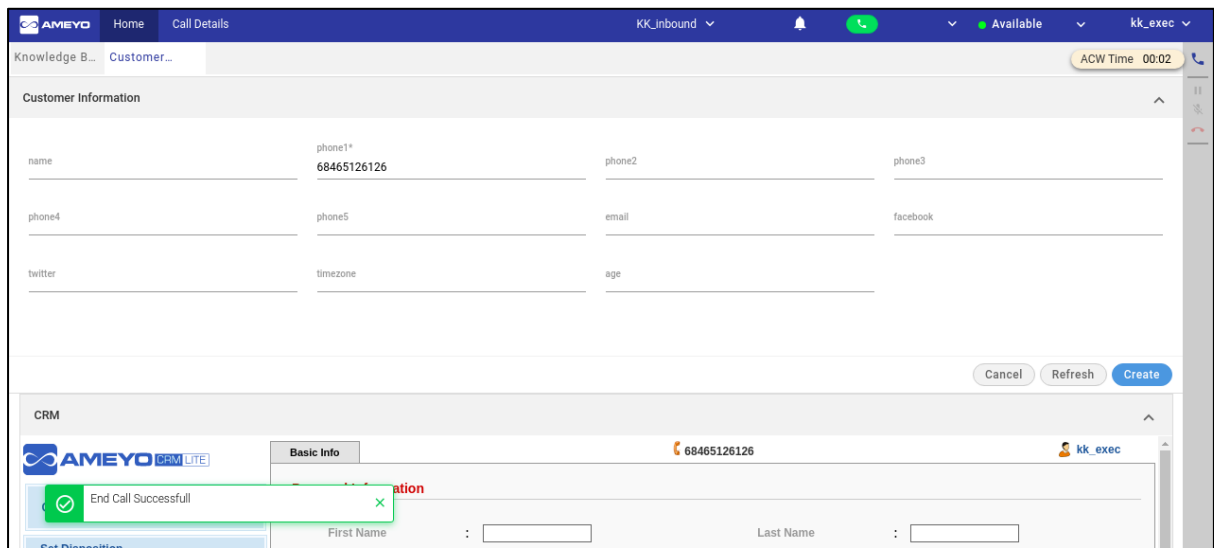 AMEYO Home Call Details KK_inbound Available kk_exec
Knowledge B... Customer... ACW Time 00:02
Customer Information
name phone1* phone2 phone3
68465126126
phone4 phone5 email facebook
twitter timezone age
Cancel Refresh Create
CRM
AMEYO CRM LITE Basic Info 68465126126 kk_exec
End Call Successfull
First Name : Last Name :
Set Disposition